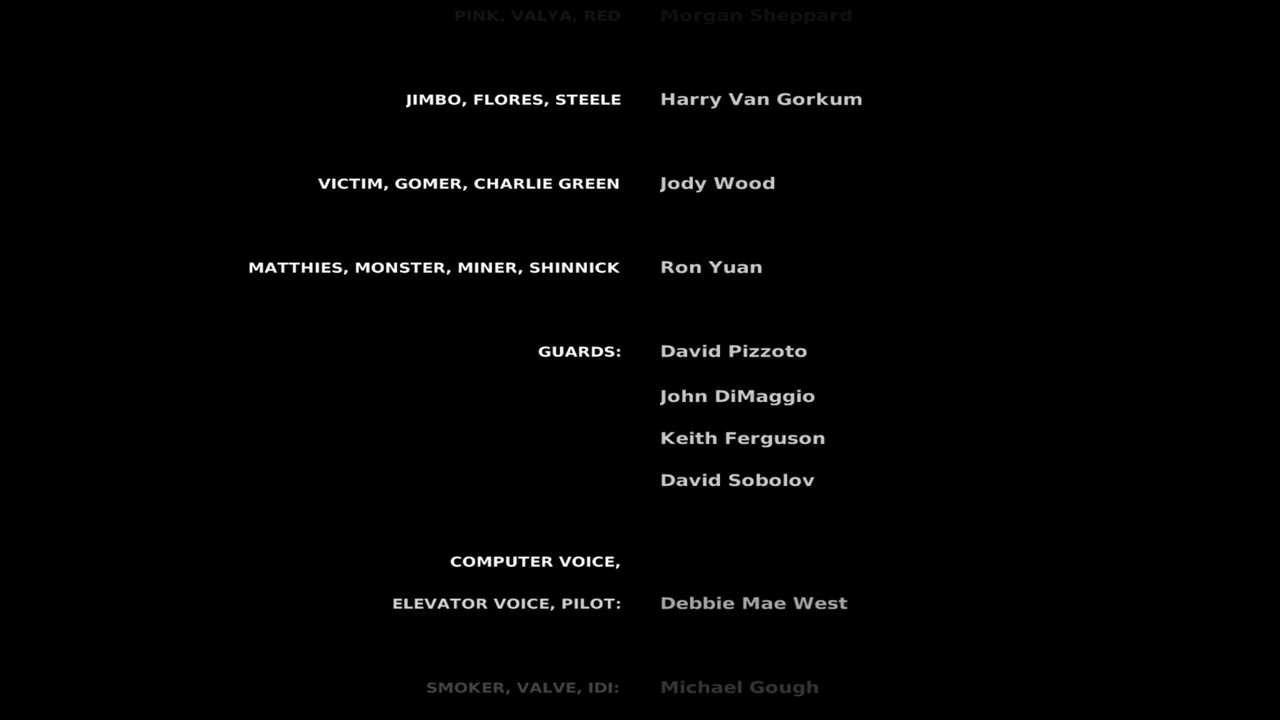 PINK, VALYA, RED Morgan Sheppard
JIMBO, FLORES, STEELE Harry Van Gorkum
VICTIM, GOMER, CHARLIE GREEN Jody Wood
MATTHIES, MONSTER, MINER, SHINNICK Ron Yuan
GUARDS: David Pizzoto
John DiMaggio
Keith Ferguson
David Sobolov
COMPUTER VOICE,
ELEVATOR VOICE, PILOT: Debbie Mae West
SMOKER, VALVE, IDI: Michael Gough